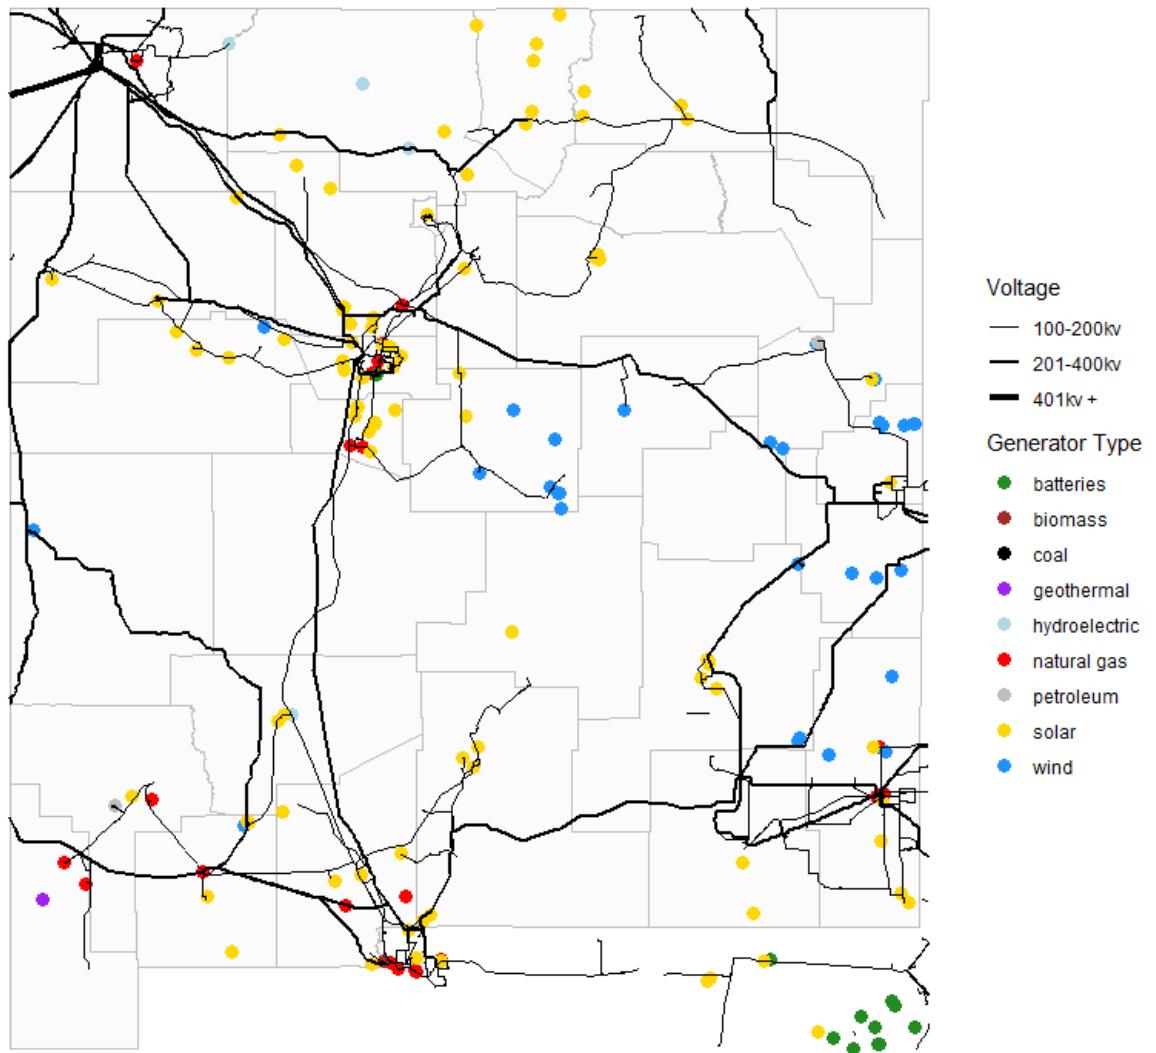 Voltage
100-200kv
201-400kv
401kv +
Generator Type
batteries
biomass
coal
geothermal
hydroelectric
natural gas
petroleum
solar
wind